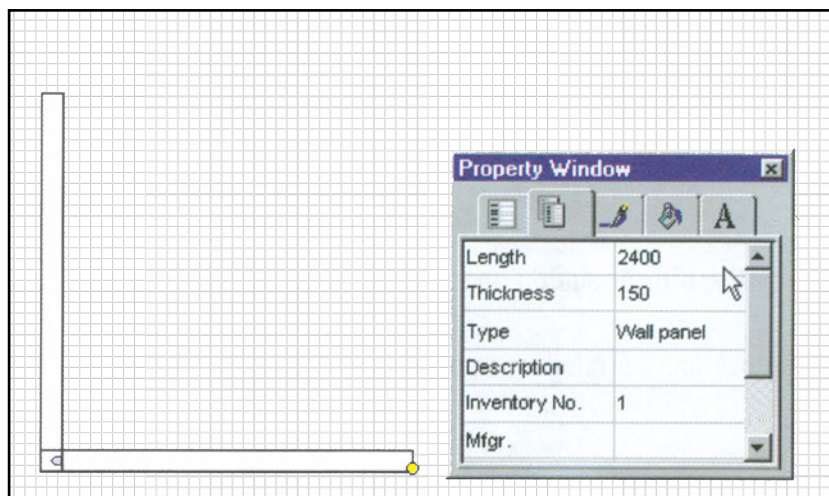 Property Window
A
Length 2400
Thickness 150
Type Wall panel
Description
Inventory No. 1
Mfgr.